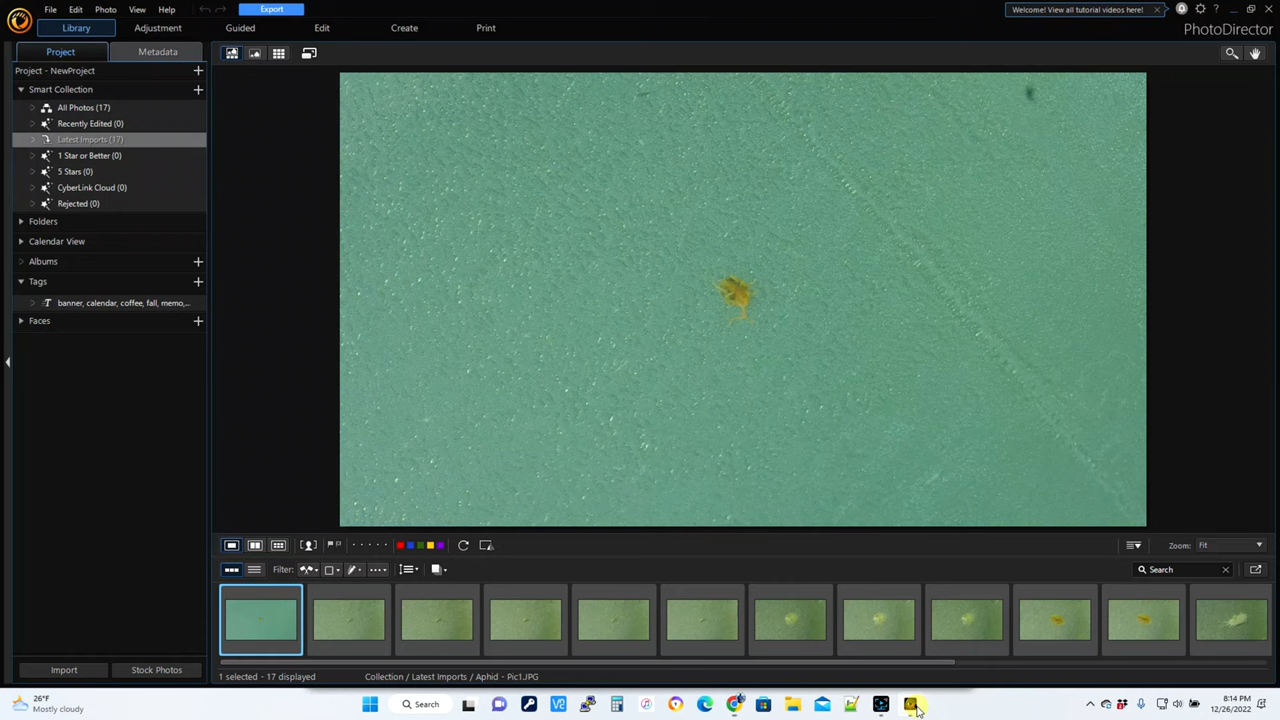 File Edit Photo View Help Export Welcome! View all tutorial videos here!
Library Adjustment Guided Edit Create Print PhotoDirector
Project Metadata
Project - NewProject
Smart Collection
All Photos (17)
Recently Edited (0)
Latest Imports (17)
1 Star or Better (0)
5 Stars (0)
CyberLink Cloud (0)
Rejected (0)
Folders
Calendar View
Albums
Tags
banner, calendar, coffee, fall, memo,...
Faces
Zoom: Fit
Filter: Search
Import Stock Photos
1 selected - 17 displayed Collection / Latest Imports / Aphid - Pic1.JPG
26°F
Mostly cloudy
Search
8:14 PM
12/26/2022